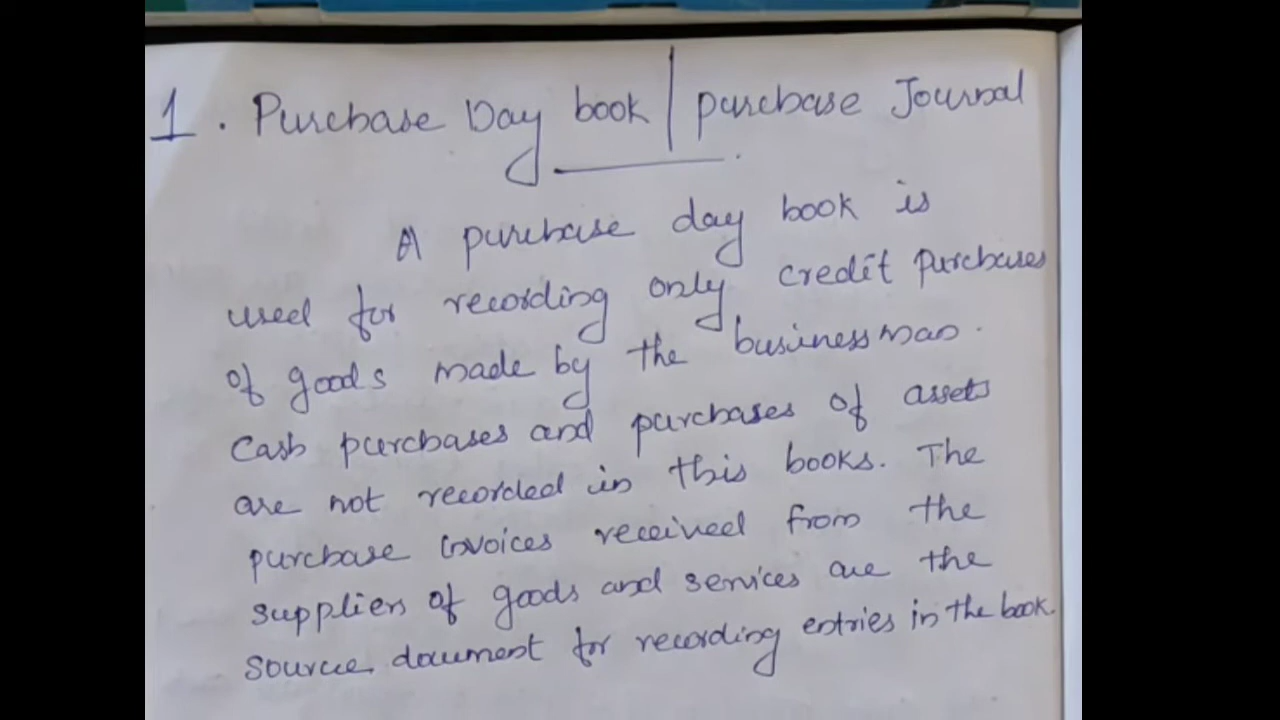 1. Purchase Day book | purchase Journal
A purchase day book is
used for recording only credit purchases
of goods made by the businessman.
Cash purchases and purchases of assets
are not recorded in this books. The
purchase invoices received from the
suppliers of goods and services are the
source document for recording entries in the book.